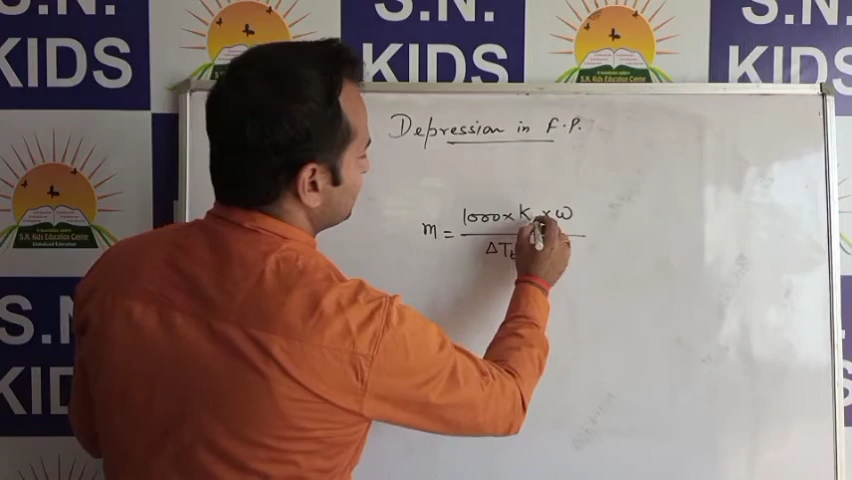 S.N.
S.N.
S.N.
KIDS
KIDS
KIDS
Depression in F.P.
1000 x K x w
m =
ΔT
S.N. Kids Education Centre
S.N
KIDS